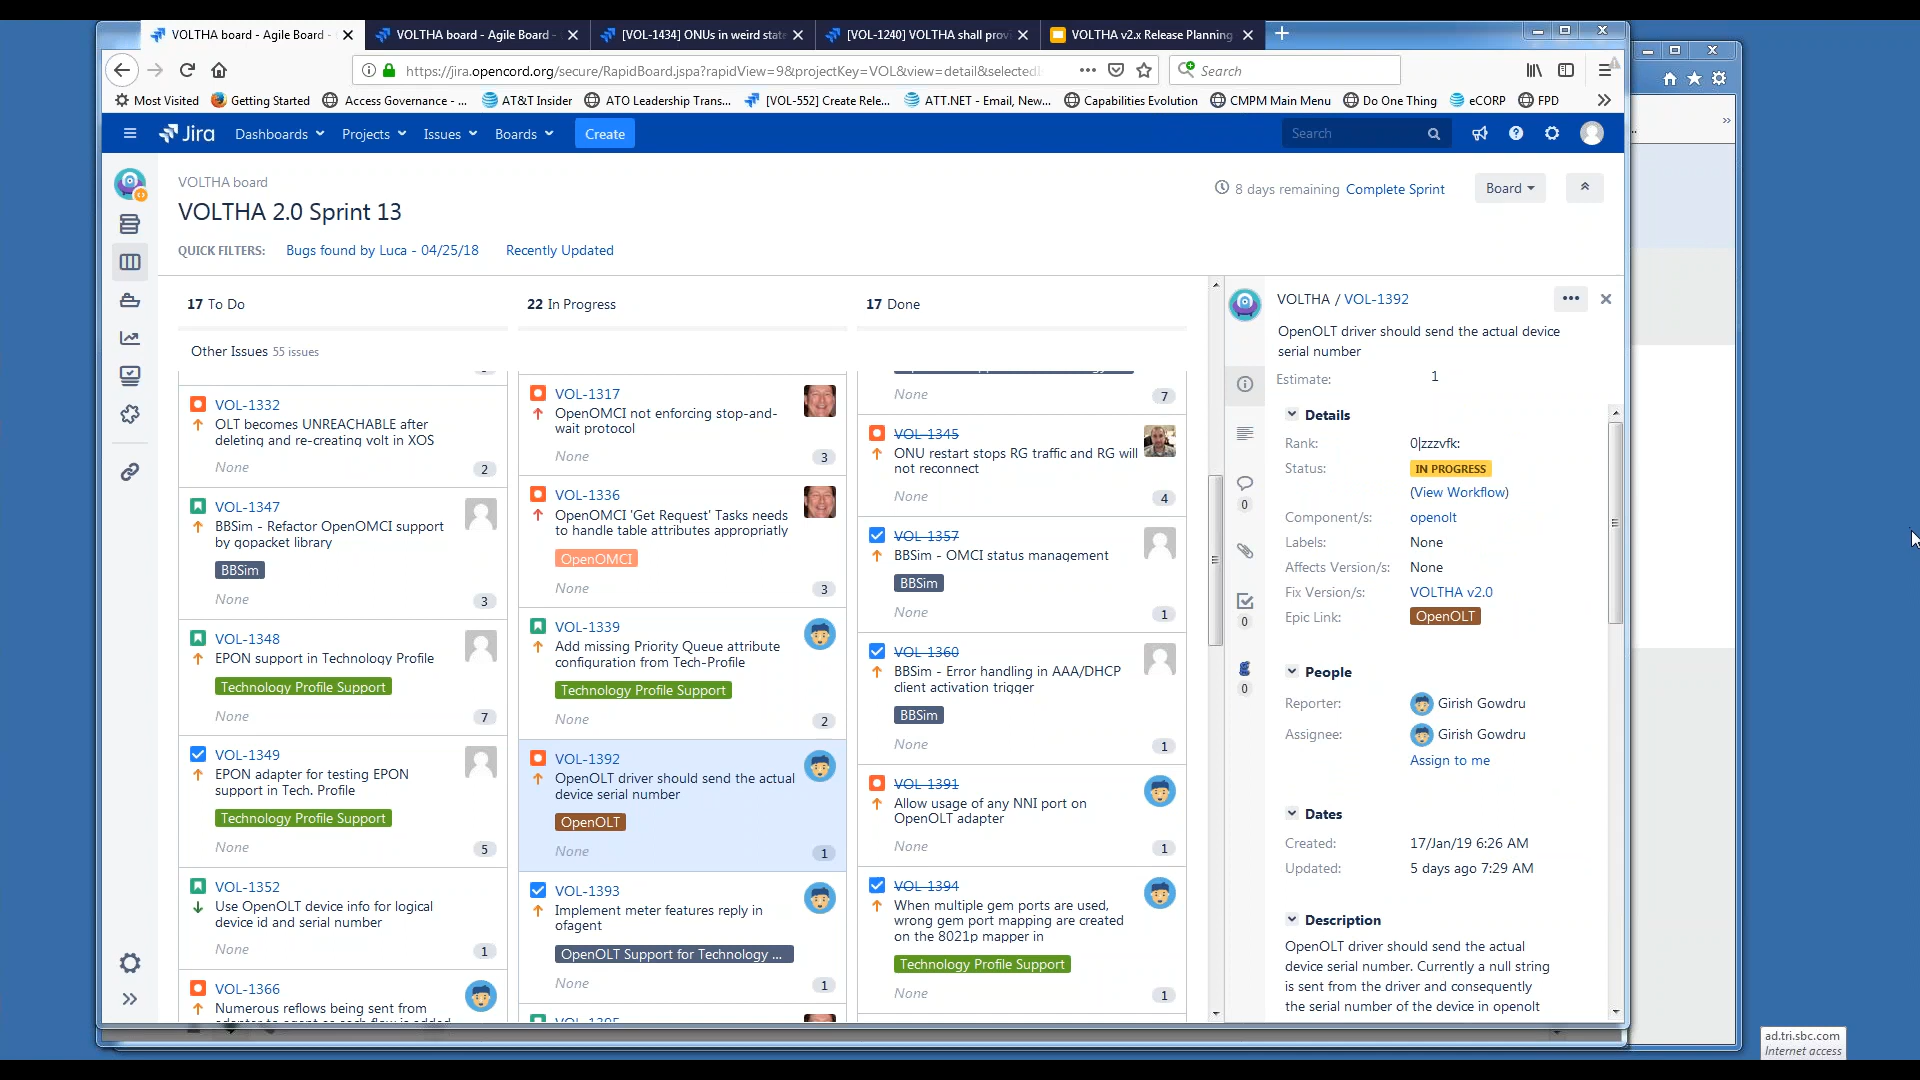 VOLTHA board - Agile Board -
VOLTHA board - Agile Board -
[VOL-1434] ONUs in weird state
[VOL-1240] VOLTHA shall provi
VOLTHA v2.x Release Planning
https://jira.opencord.org/secure/RapidBoard.jspa?rapidView=9&projectKey=VOL&view=detail&selectedI
Search
Most Visited
Getting Started
Access Governance - ...
AT&T Insider
ATO Leadership Trans...
[VOL-552] Create Rele...
ATT.NET - Email, New...
Capabilities Evolution
CMPM Main Menu
Do One Thing
eCORP
FPD
Jira
Dashboards
Projects
Issues
Boards
Create
Search
VOLTHA board
VOLTHA 2.0 Sprint 13
8 days remaining
Complete Sprint
Board
QUICK FILTERS:
Bugs found by Luca - 04/25/18
Recently Updated
17 To Do
22 In Progress
17 Done
Other Issues 55 issues
VOL-1332
OLT becomes UNREACHABLE after
deleting and re-creating volt in XOS
None
2
VOL-1347
BBSim - Refactor OpenOMCI support
by gopacket library
BBSim
None
3
VOL-1348
EPON support in Technology Profile
Technology Profile Support
None
7
VOL-1349
EPON adapter for testing EPON
support in Tech. Profile
Technology Profile Support
None
5
VOL-1352
Use OpenOLT device info for logical
device id and serial number
None
1
VOL-1366
Numerous reflows being sent from
VOL-1317
OpenOMCI not enforcing stop-and-
wait protocol
None
3
VOL-1336
OpenOMCI 'Get Request' Tasks needs
to handle table attributes appropriatly
OpenOMCI
None
3
VOL-1339
Add missing Priority Queue attribute
configuration from Tech-Profile
Technology Profile Support
None
2
VOL-1392
OpenOLT driver should send the actual
device serial number
OpenOLT
None
1
VOL-1393
Implement meter features reply in
ofagent
OpenOLT Support for Technology ...
None
1
VOL-1395
None
7
VOL-1345
ONU restart stops RG traffic and RG will
not reconnect
None
4
VOL-1357
BBSim - OMCI status management
BBSim
None
1
VOL-1360
BBSim - Error handling in AAA/DHCP
client activation trigger
BBSim
None
1
VOL-1391
Allow usage of any NNI port on
OpenOLT adapter
None
1
VOL-1394
When multiple gem ports are used,
wrong gem port mapping are created
on the 8021p mapper in
Technology Profile Support
None
1
VOLTHA / VOL-1392
OpenOLT driver should send the actual device
serial number
Estimate: 1
Details
Rank: 0|zzzvfk:
Status: IN PROGRESS
(View Workflow)
Component/s: openolt
Labels: None
Affects Version/s: None
Fix Version/s: VOLTHA v2.0
Epic Link: OpenOLT
0
0
0
People
Reporter: Girish Gowdru
Assignee: Girish Gowdru
Assign to me
Dates
Created: 17/Jan/19 6:26 AM
Updated: 5 days ago 7:29 AM
Description
OpenOLT driver should send the actual
device serial number. Currently a null string
is sent from the driver and consequently
the serial number of the device in openolt
ad.tri.sbc.com
Internet access